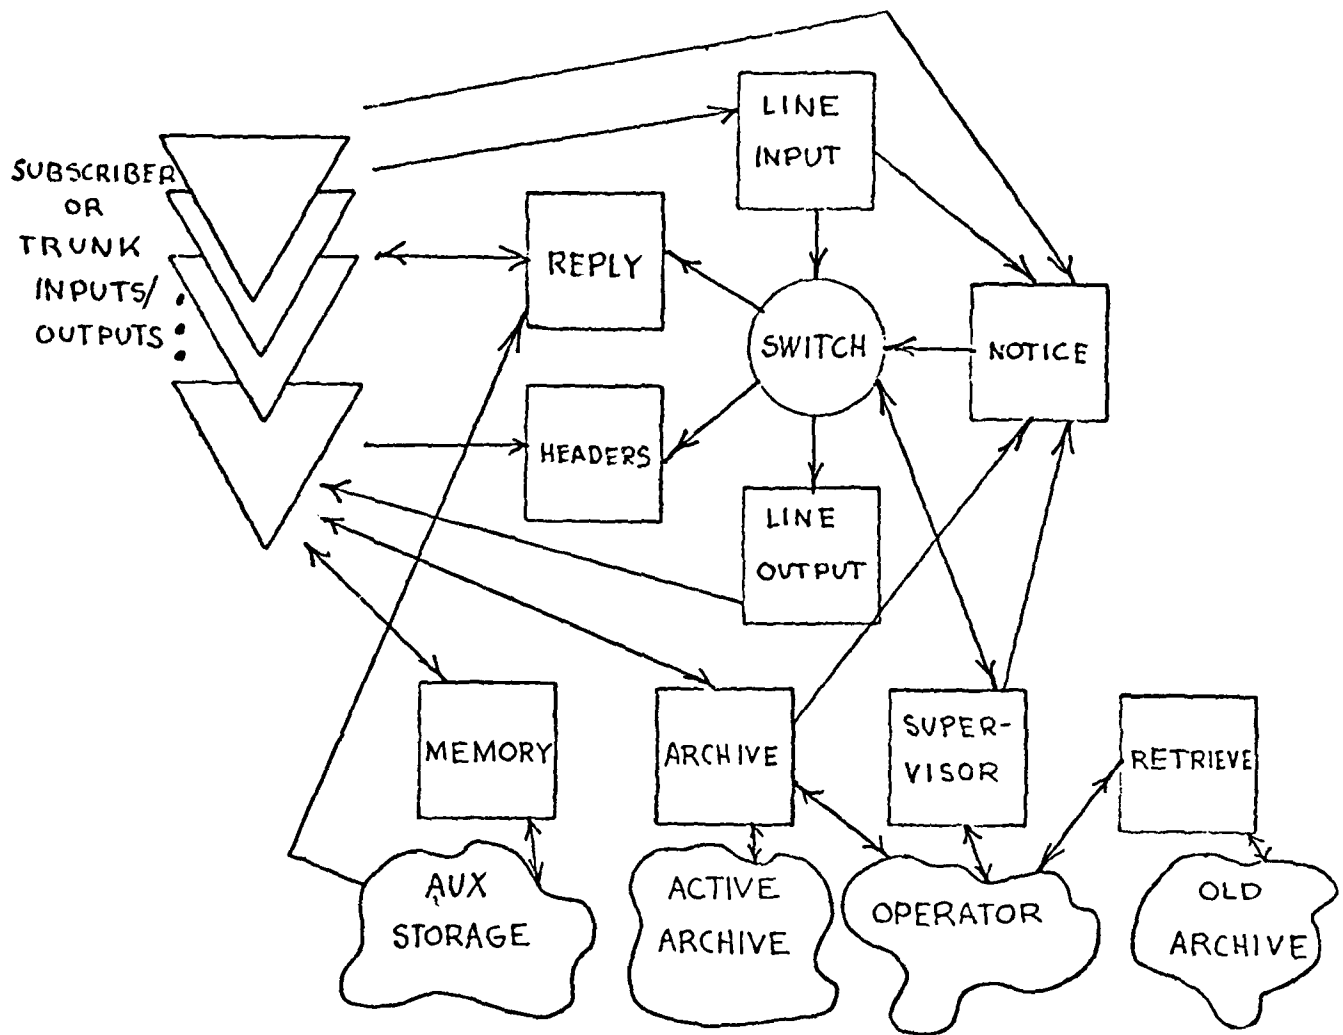 SUBSCRIBER
OR
TRUNK
INPUTS/
OUTPUTS
LINE
INPUT
REPLY
SWITCH
NOTICE
HEADERS
LINE
OUTPUT
MEMORY
ARCHIVE
SUPER-
VISOR
RETRIEVE
AUX
STORAGE
ACTIVE
ARCHIVE
OPERATOR
OLD
ARCHIVE